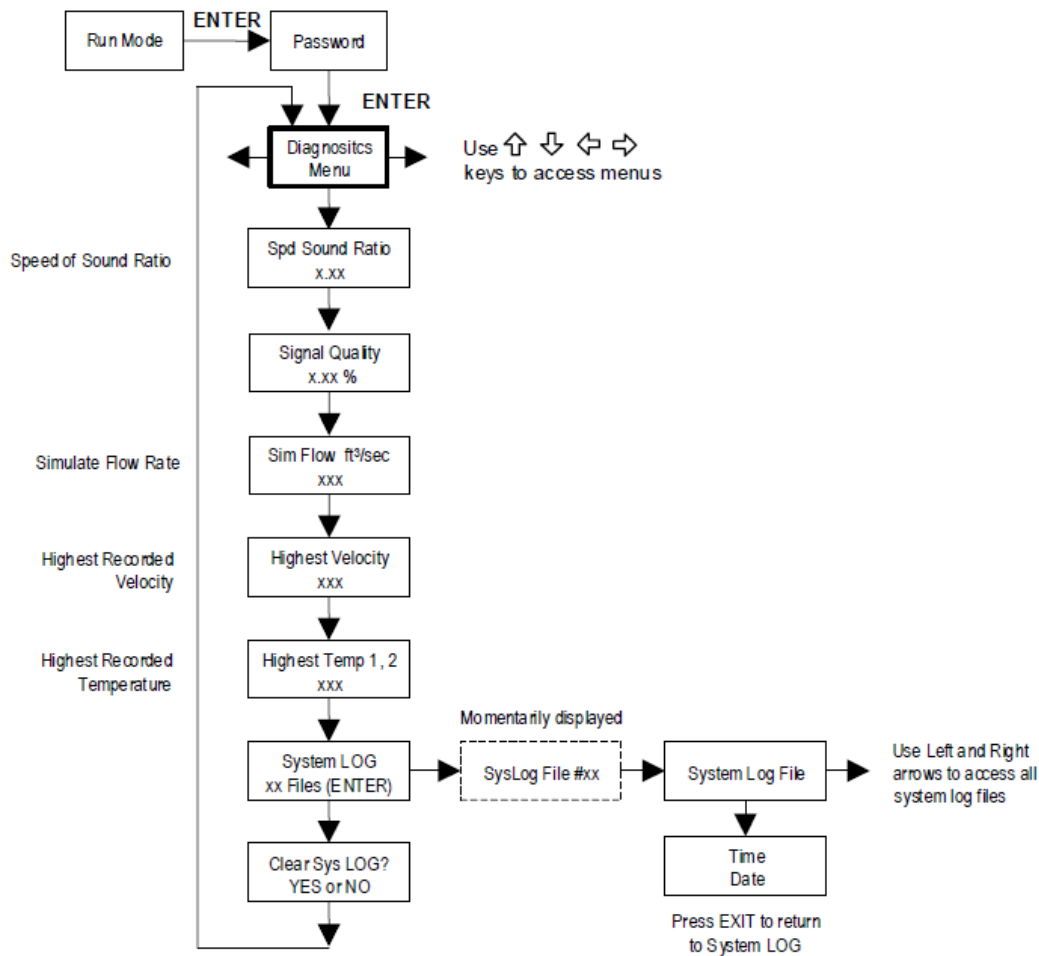 ENTER
Run Mode
Password
ENTER
Diagnositcs
Menu
Use ⇧ ⇩ ⇦ ⇨
keys to access menus
Speed of Sound Ratio
Spd Sound Ratio
x.xx
Signal Quality
x.xx %
Simulate Flow Rate
Sim Flow ft³/sec
xxx
Highest Recorded
Velocity
Highest Velocity
xxx
Highest Recorded
Temperature
Highest Temp 1, 2
xxx
Momentarily displayed
System LOG
xx Files (ENTER)
SysLog File #xx
System Log File
Use Left and Right
arrows to access all
system log files
Clear Sys LOG?
YES or NO
Time
Date
Press EXIT to return
to System LOG